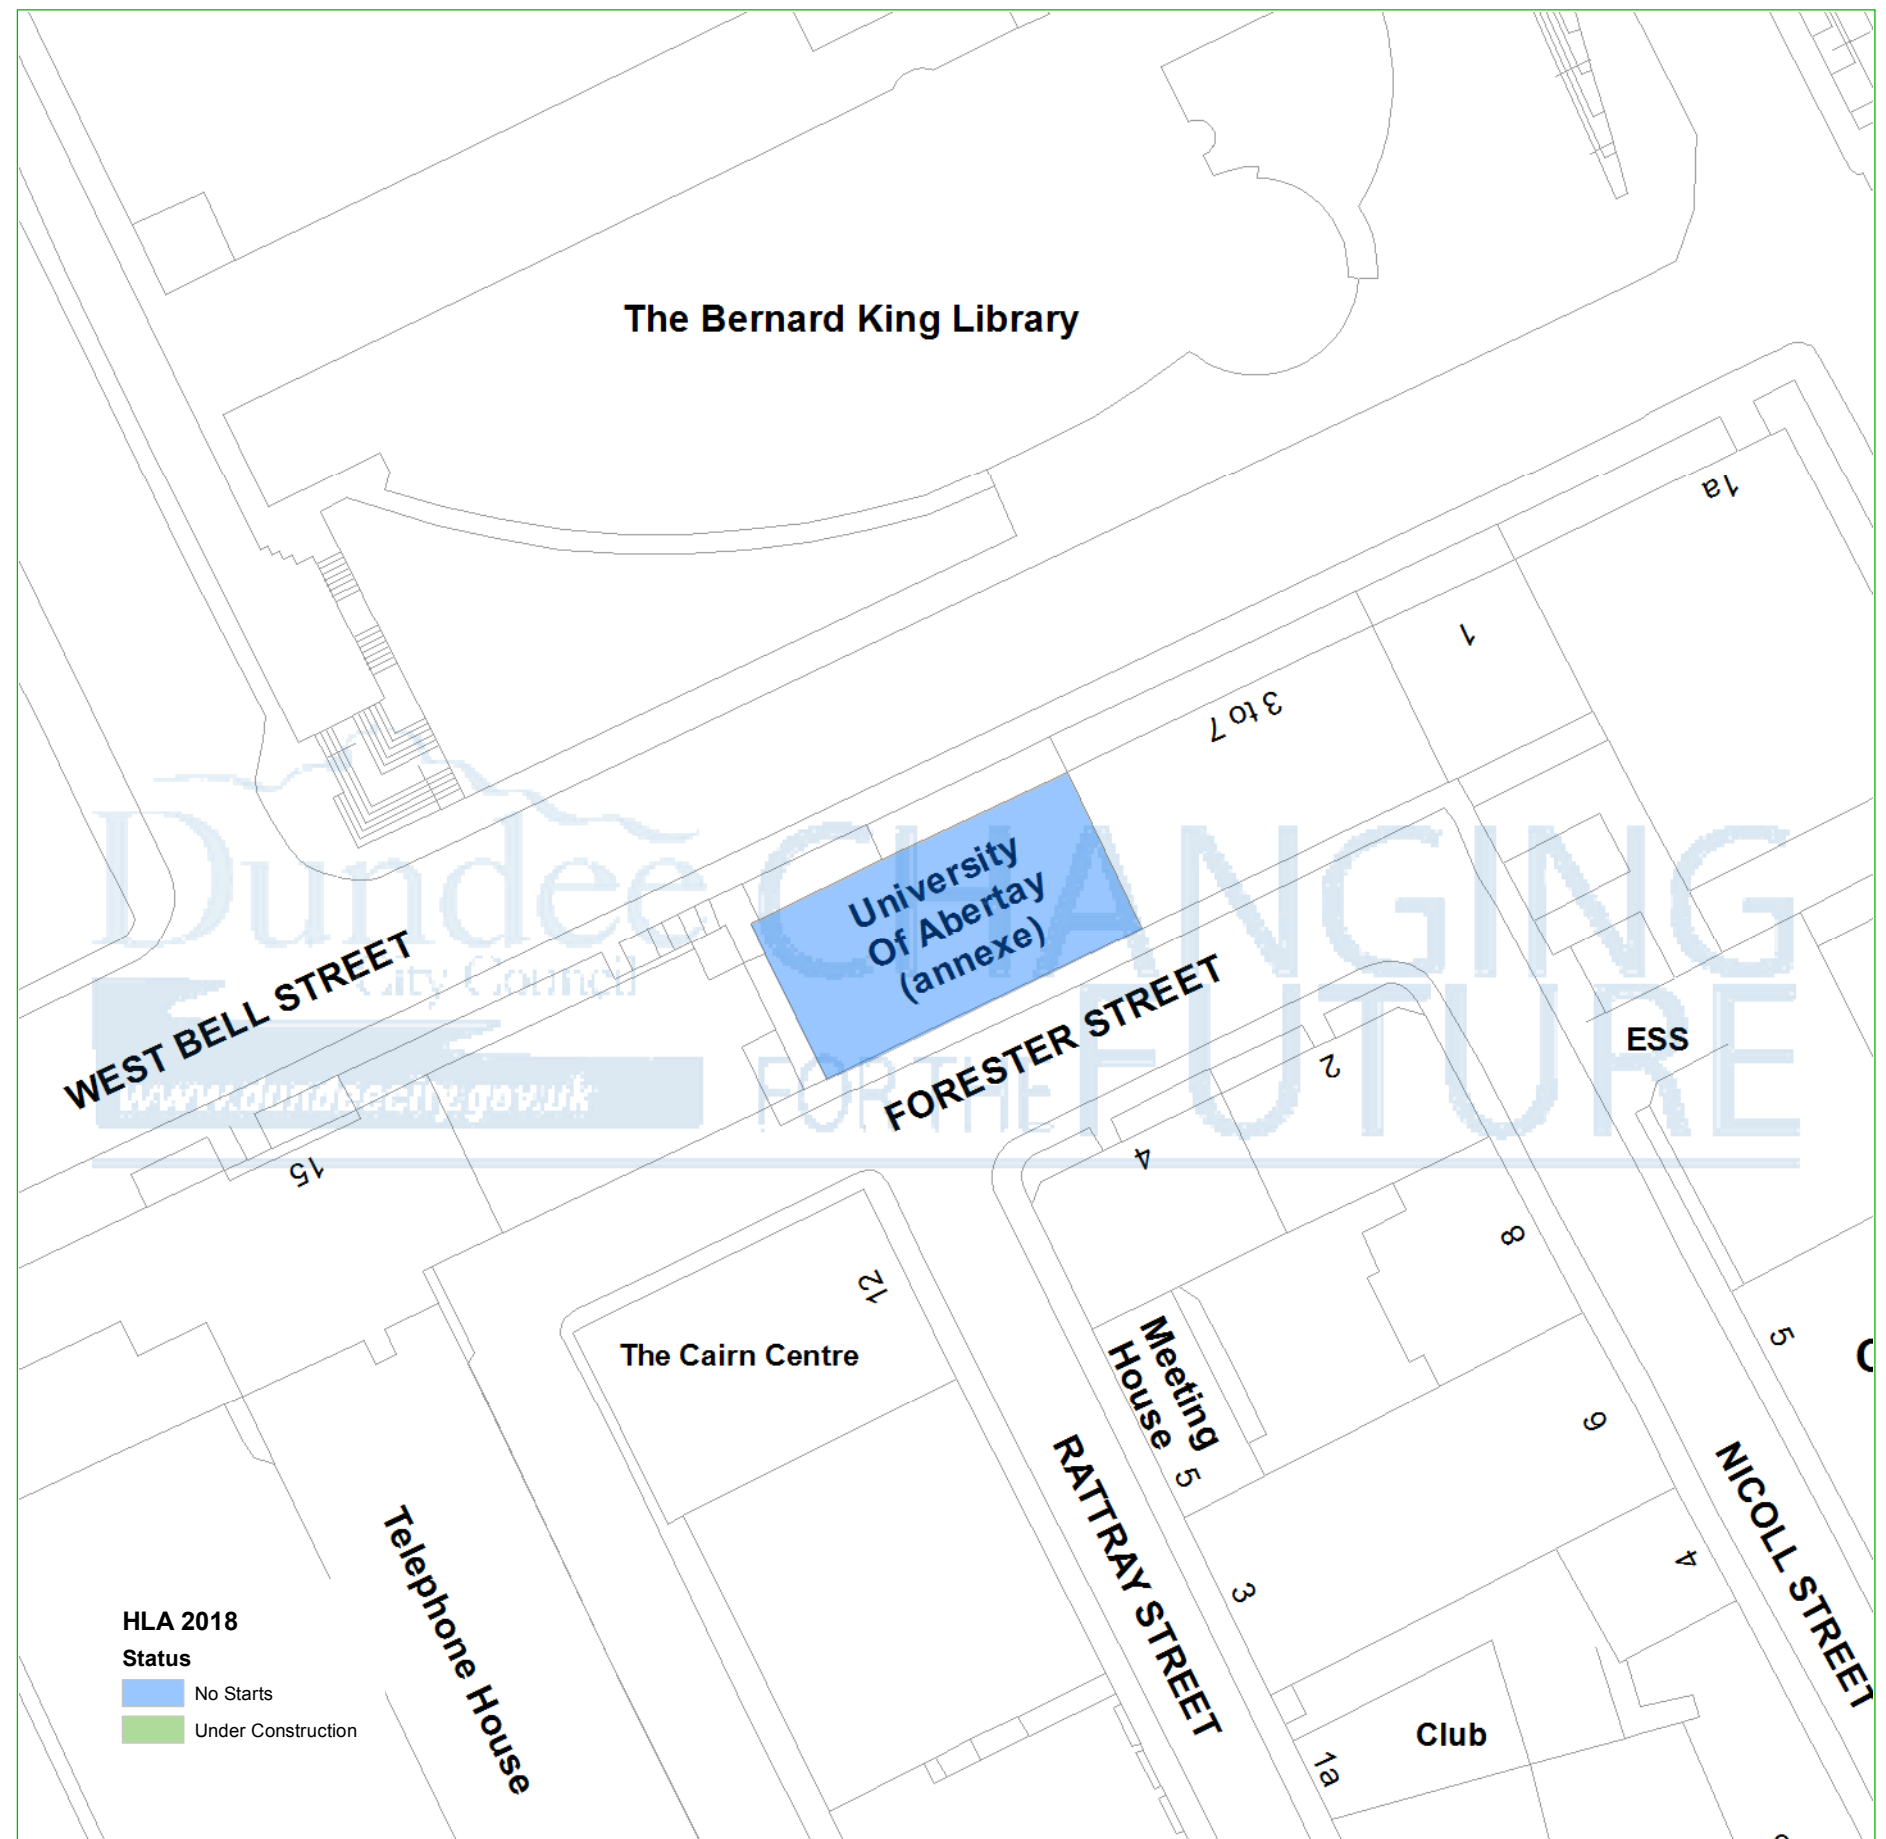 The Bernard King Library
1a
1
3 to 7
University
Of Abertay
(annexe)
WEST BELL STREET
FORESTER STREET
Dundee
City Council
www.dundeecity.gov.uk
CHANGING
FOR THE FUTURE
ESS
2
4
15
8
12
The Cairn Centre
Meeting
House
5
5
6
RATTRAY STREET
NICOLL STREET
3
4
Telephone House
HLA 2018
Status
No Starts
Under Construction
Club
1a